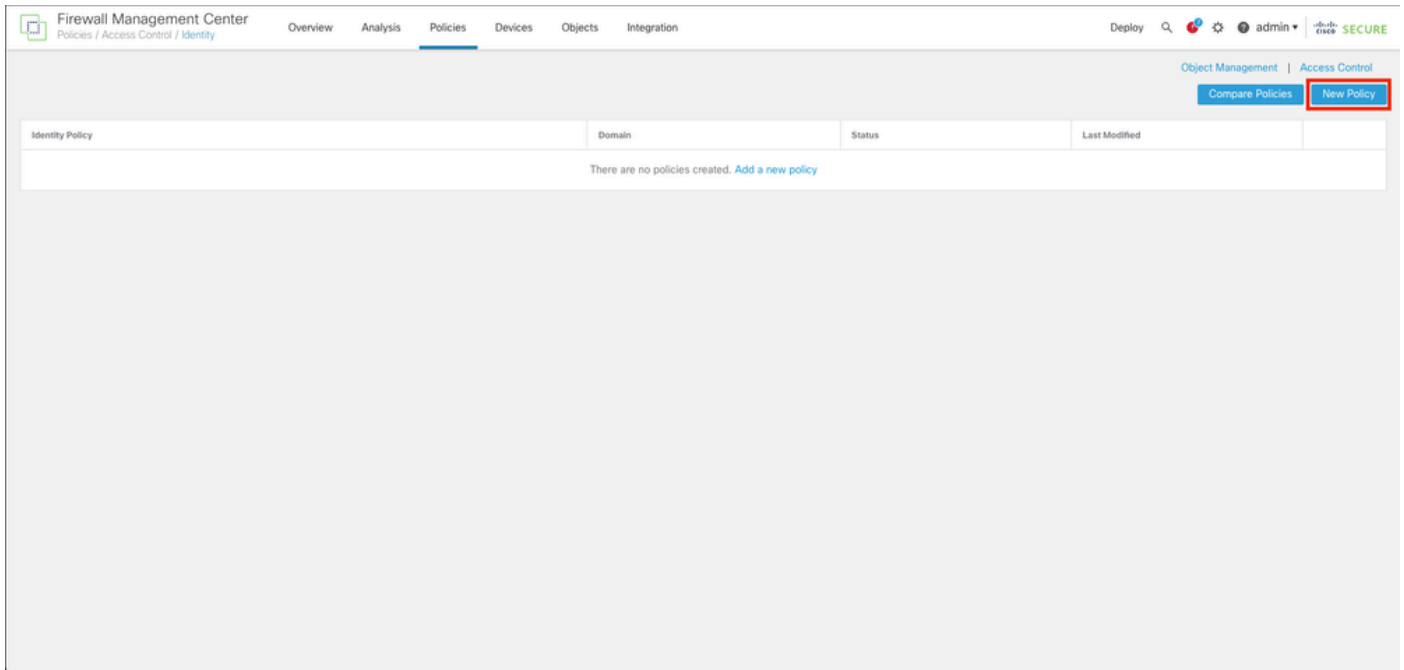 Firewall Management Center
Policies / Access Control / Identity
Overview Analysis Policies Devices Objects Integration
Deploy admin
cisco SECURE
Object Management | Access Control
Compare Policies New Policy
Identity Policy Domain Status Last Modified
There are no policies created. Add a new policy